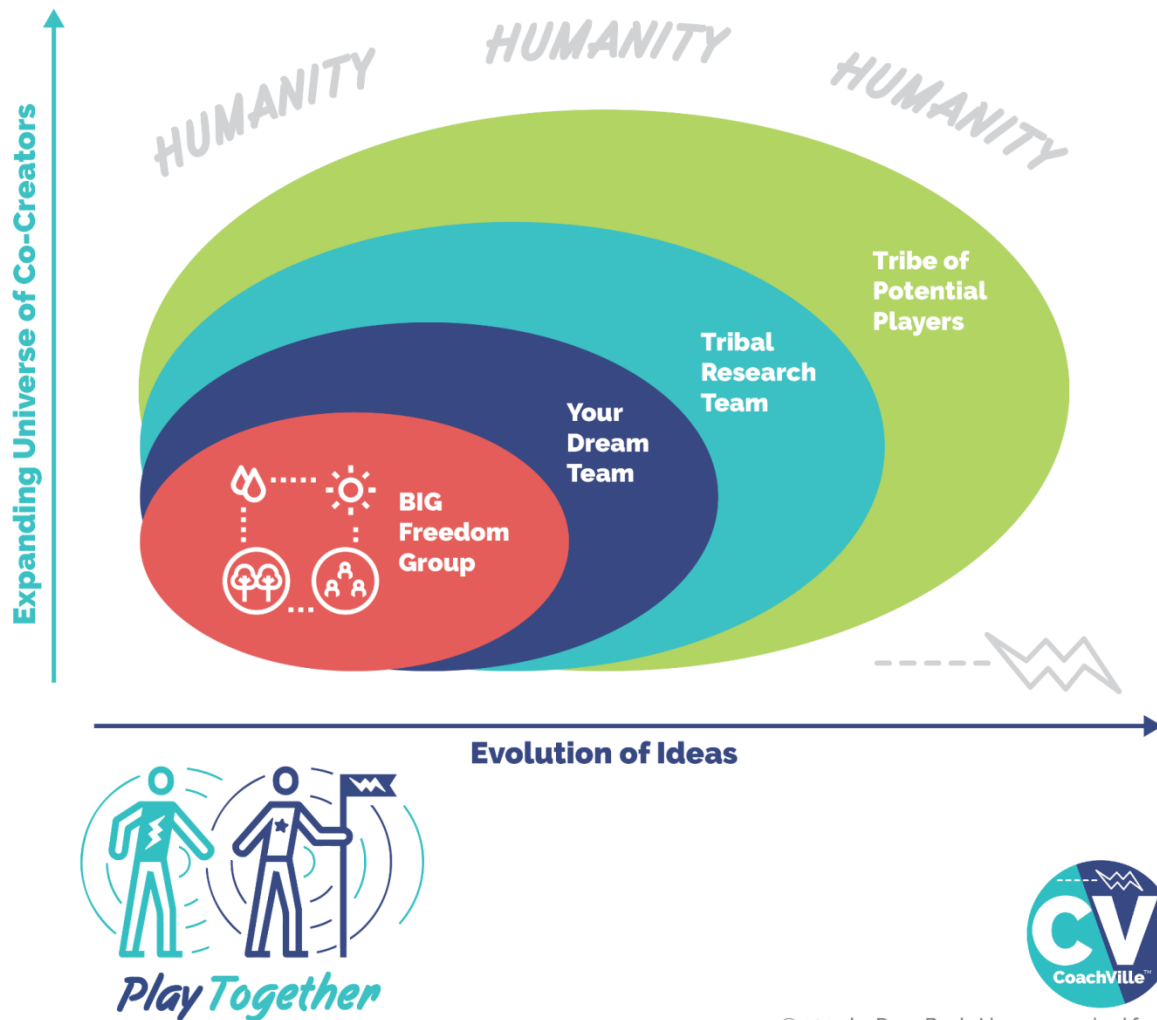 HUMANITY
HUMANITY
HUMANITY
Expanding Universe of Co-Creators
Tribe of
Potential
Players
Tribal
Research
Team
Your
Dream
Team
BIG
Freedom
Group
Evolution of Ideas
Play Together
CV
CoachVille™